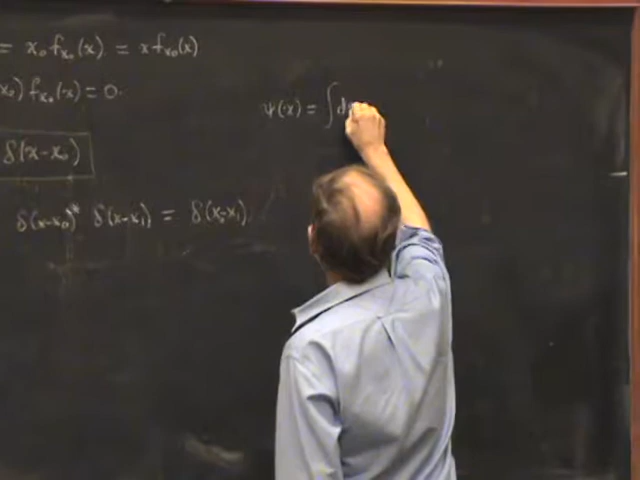 = x₀ f_{x₀}(x) = x f_{x₀}(x)
x₀) f_{x₀}(x) = 0.
δ(x-x₀)
δ(x-x₀)* δ(x-x₁) = δ(x₀-x₁)
ψ(x) = ∫ d